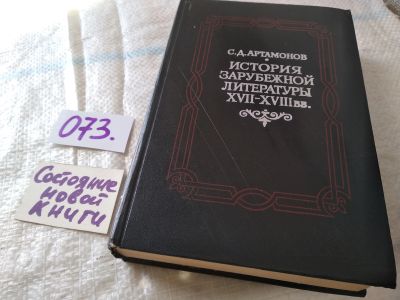 С.Д.АРТАМОНОВ
ИСТОРИЯ
ЗАРУБЕЖНОЙ
ЛИТЕРАТУРЫ
XVII–XVIII ВВ.
073.
Состояние
новой
книги